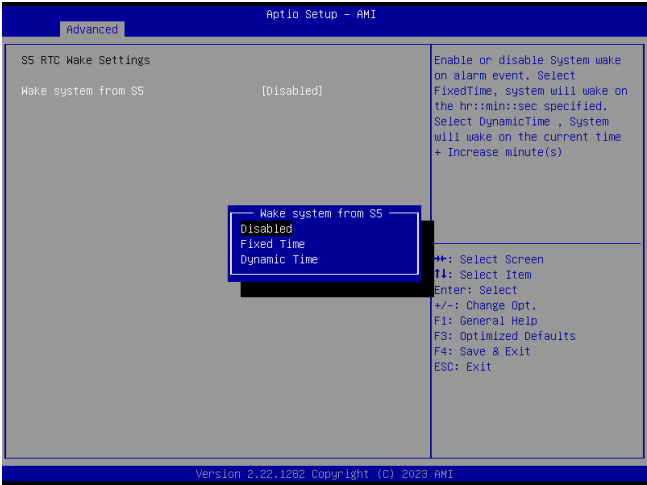 Aptio Setup – AMI
Advanced
S5 RTC Wake Settings
Wake system from S5 [Disabled]
Enable or disable System wake
on alarm event. Select
FixedTime, system will wake on
the hr::min::sec specified.
Select DynamicTime , System
will wake on the current time
+ Increase minute(s)
Wake system from S5
Disabled
Fixed Time
Dynamic Time
→←: Select Screen
↑↓: Select Item
Enter: Select
+/-: Change Opt.
F1: General Help
F3: Optimized Defaults
F4: Save & Exit
ESC: Exit
Version 2.22.1282 Copyright (C) 2023 AMI